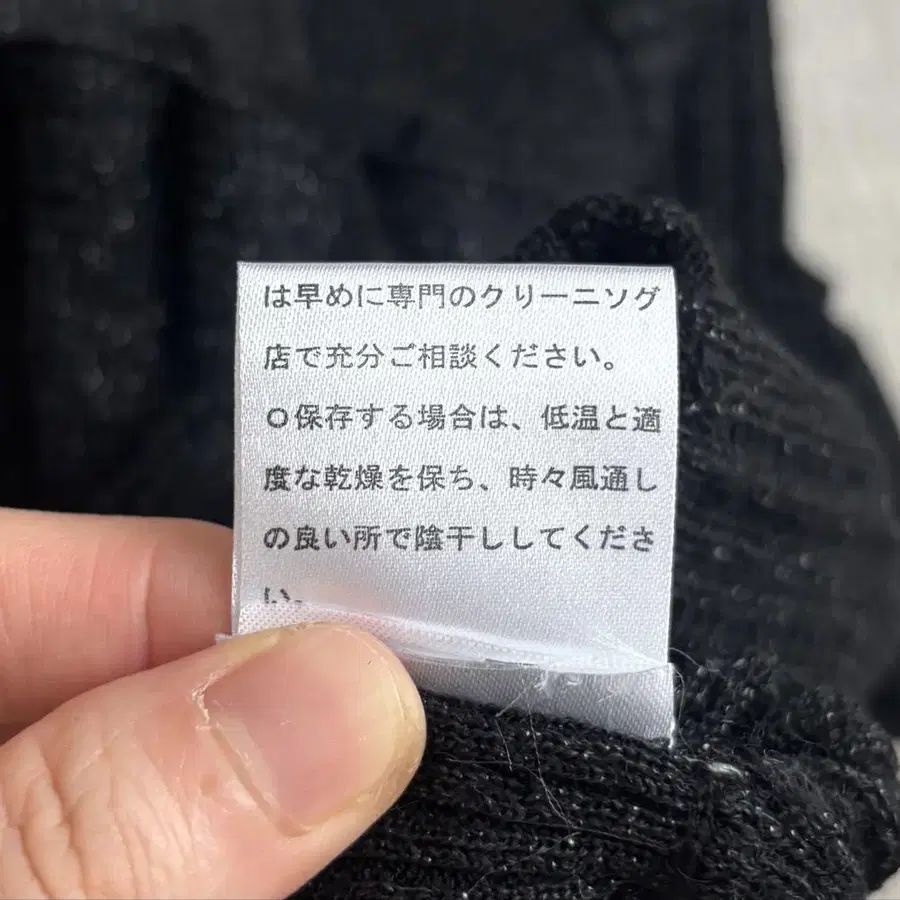 は早めに専門のクリーニソグ
店で充分ご相談ください。
○保存する場合は、低温と適
度な乾燥を保ち、時々風通し
の良い所で陰干ししてくださ
い。